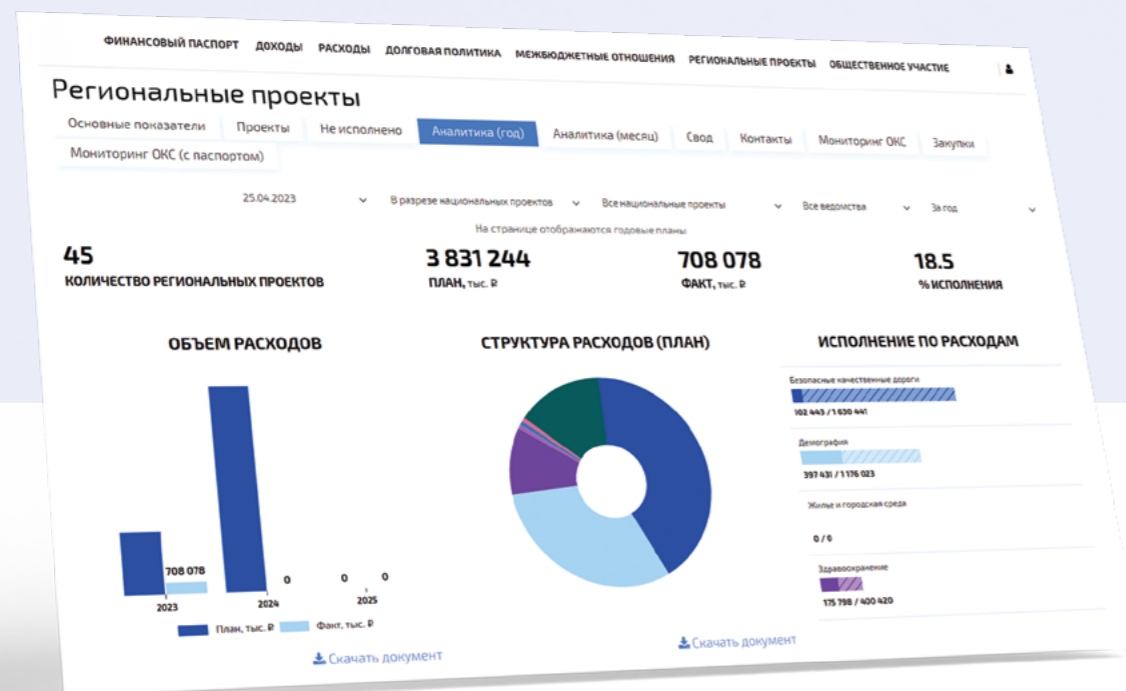 ФИНАНСОВЫЙ ПАСПОРТ ДОХОДЫ РАСХОДЫ ДОЛГОВАЯ ПОЛИТИКА МЕЖБЮДЖЕТНЫЕ ОТНОШЕНИЯ РЕГИОНАЛЬНЫЕ ПРОЕКТЫ ОБЩЕСТВЕННОЕ УЧАСТИЕ
Региональные проекты
Основные показатели Проекты Не исполнено Аналитика (год) Аналитика (месяц) Свод Контакты Мониторинг ОКС Закупки
Мониторинг ОКС (с паспортом)
25.04.2023 В разрезе национальных проектов Все национальные проекты Все ведомства За год
На странице отображаются годовые планы
45 3 831 244 708 078 18.5
КОЛИЧЕСТВО РЕГИОНАЛЬНЫХ ПРОЕКТОВ ПЛАН, тыс. ₽ ФАКТ, тыс. ₽ % ИСПОЛНЕНИЯ
ОБЪЕМ РАСХОДОВ
708 078 0 0 0
2023 2024 2025
План, тыс. ₽ Факт, тыс. ₽
Скачать документ
СТРУКТУРА РАСХОДОВ (ПЛАН)
Скачать документ
ИСПОЛНЕНИЕ ПО РАСХОДАМ
Безопасные качественные дороги
102 443 / 1 630 441
Демография
397 431 / 1 176 023
Жилье и городская среда
0 / 0
Здравоохранение
175 798 / 400 420